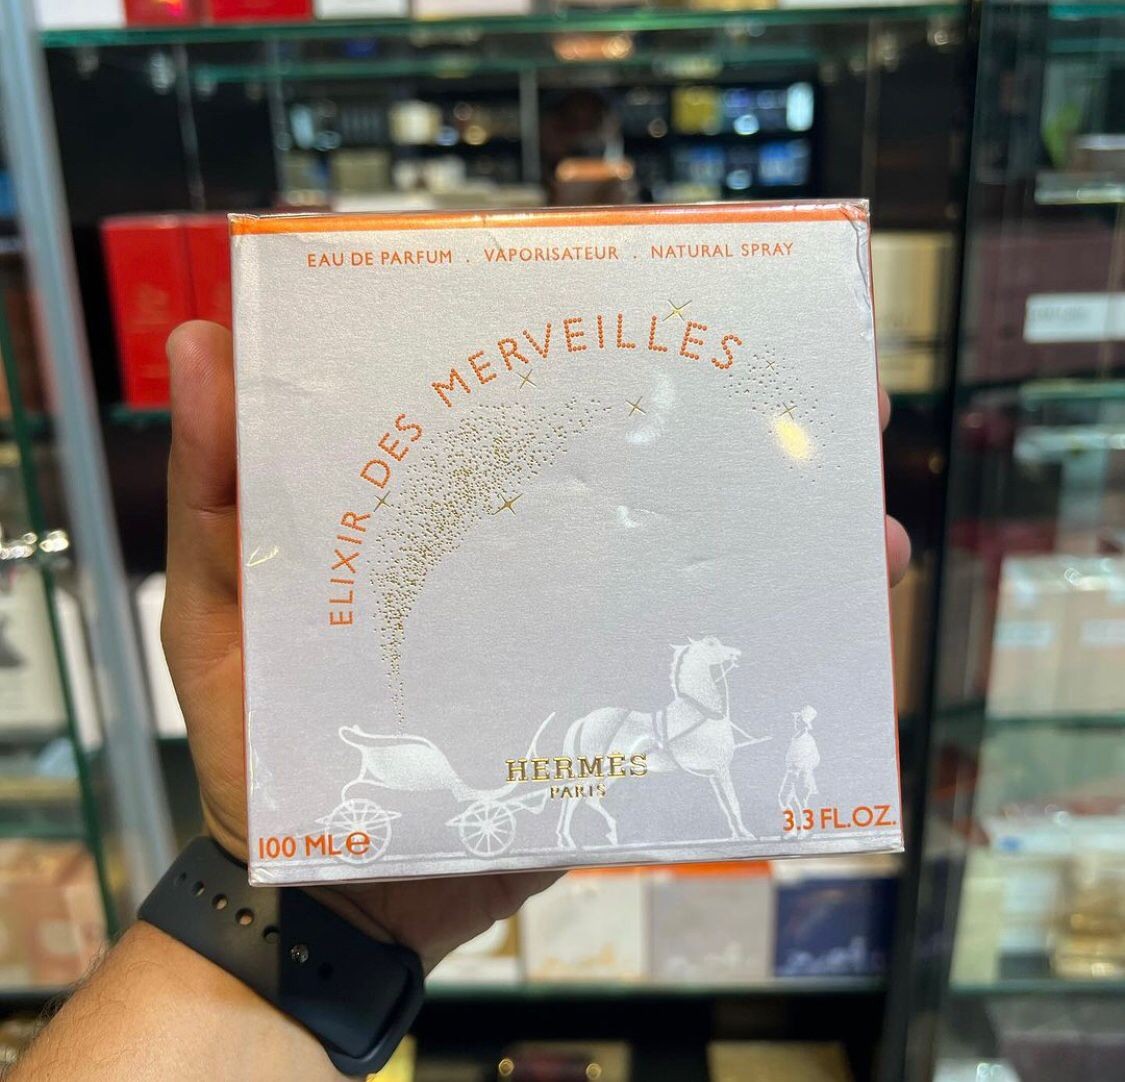 EAU DE PARFUM . VAPORISATEUR . NATURAL SPRAY
ELIXIR DES MERVEILLES
HERMÈS
PARIS
100 ML e
3.3 FL.OZ.